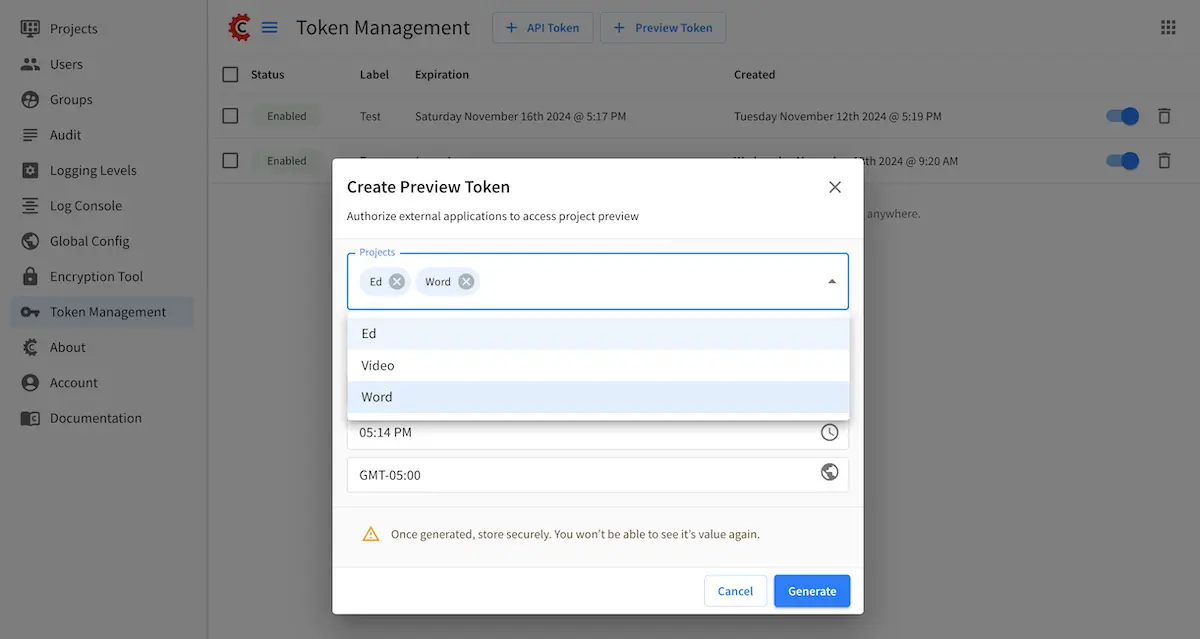 Projects
Users
Groups
Audit
Logging Levels
Log Console
Global Config
Encryption Tool
Token Management
About
Account
Documentation
Token Management
+ API Token
+ Preview Token
Status Label Expiration Created
Enabled Test Saturday November 16th 2024 @ 5:17 PM Tuesday November 12th 2024 @ 5:19 PM
Enabled 2024 @ 9:20 AM
anywhere.
Create Preview Token
Authorize external applications to access project preview
Projects
Ed Word
Ed
Video
Word
05:14 PM
GMT-05:00
Once generated, store securely. You won't be able to see it's value again.
Cancel Generate